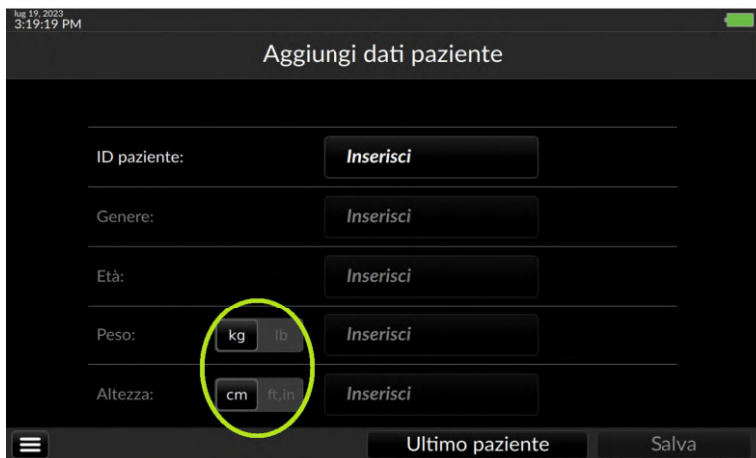 lug 19, 2023
3:19:19 PM
Aggiungi dati paziente
ID paziente: Inserisci
Genere: Inserisci
Età: Inserisci
Peso: kg lb Inserisci
Altezza: cm ft,in Inserisci
Ultimo paziente Salva